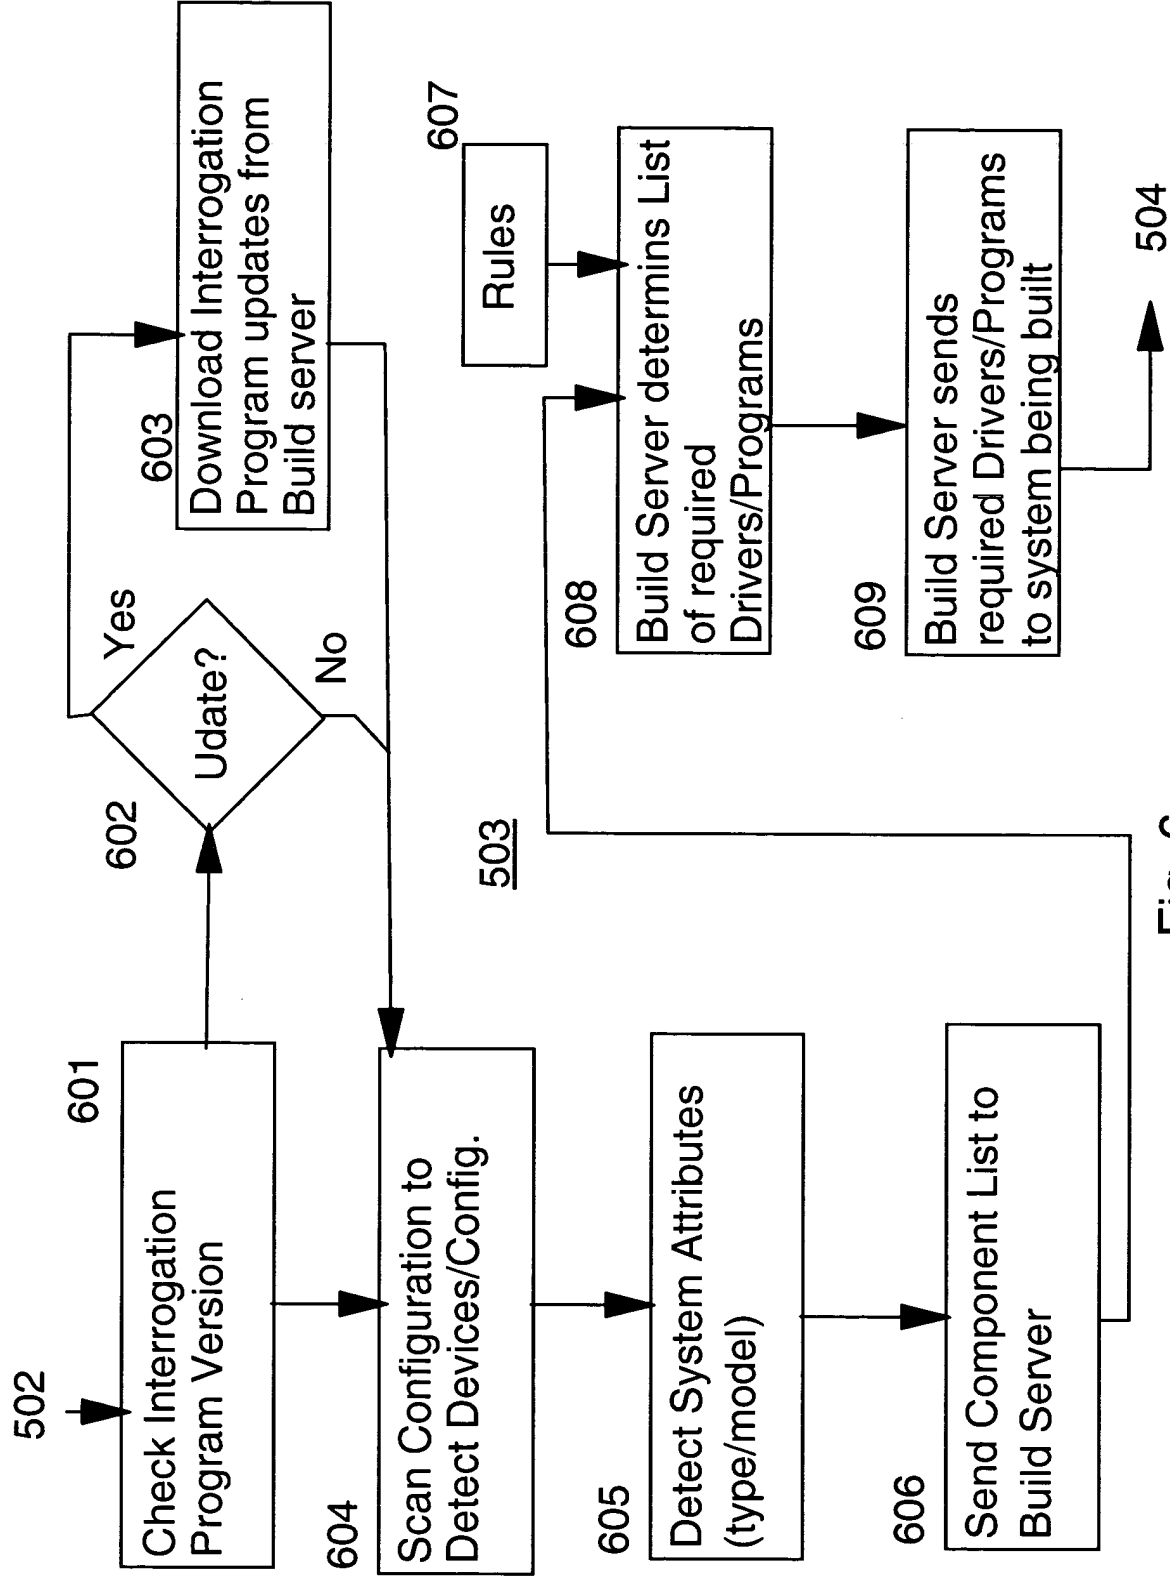 502
601
Check Interrogation
Program Version
602
Udate?
Yes
No
603
Download Interrogation
Program updates from
Build server
604
Scan Configuration to
Detect Devices/Config.
503
605
Detect System Attributes
(type/model)
606
Send Component List to
Build Server
607
Rules
608
Build Server determins List
of required
Drivers/Programs
609
Build Server sends
required Drivers/Programs
to system being built
504
Fig.